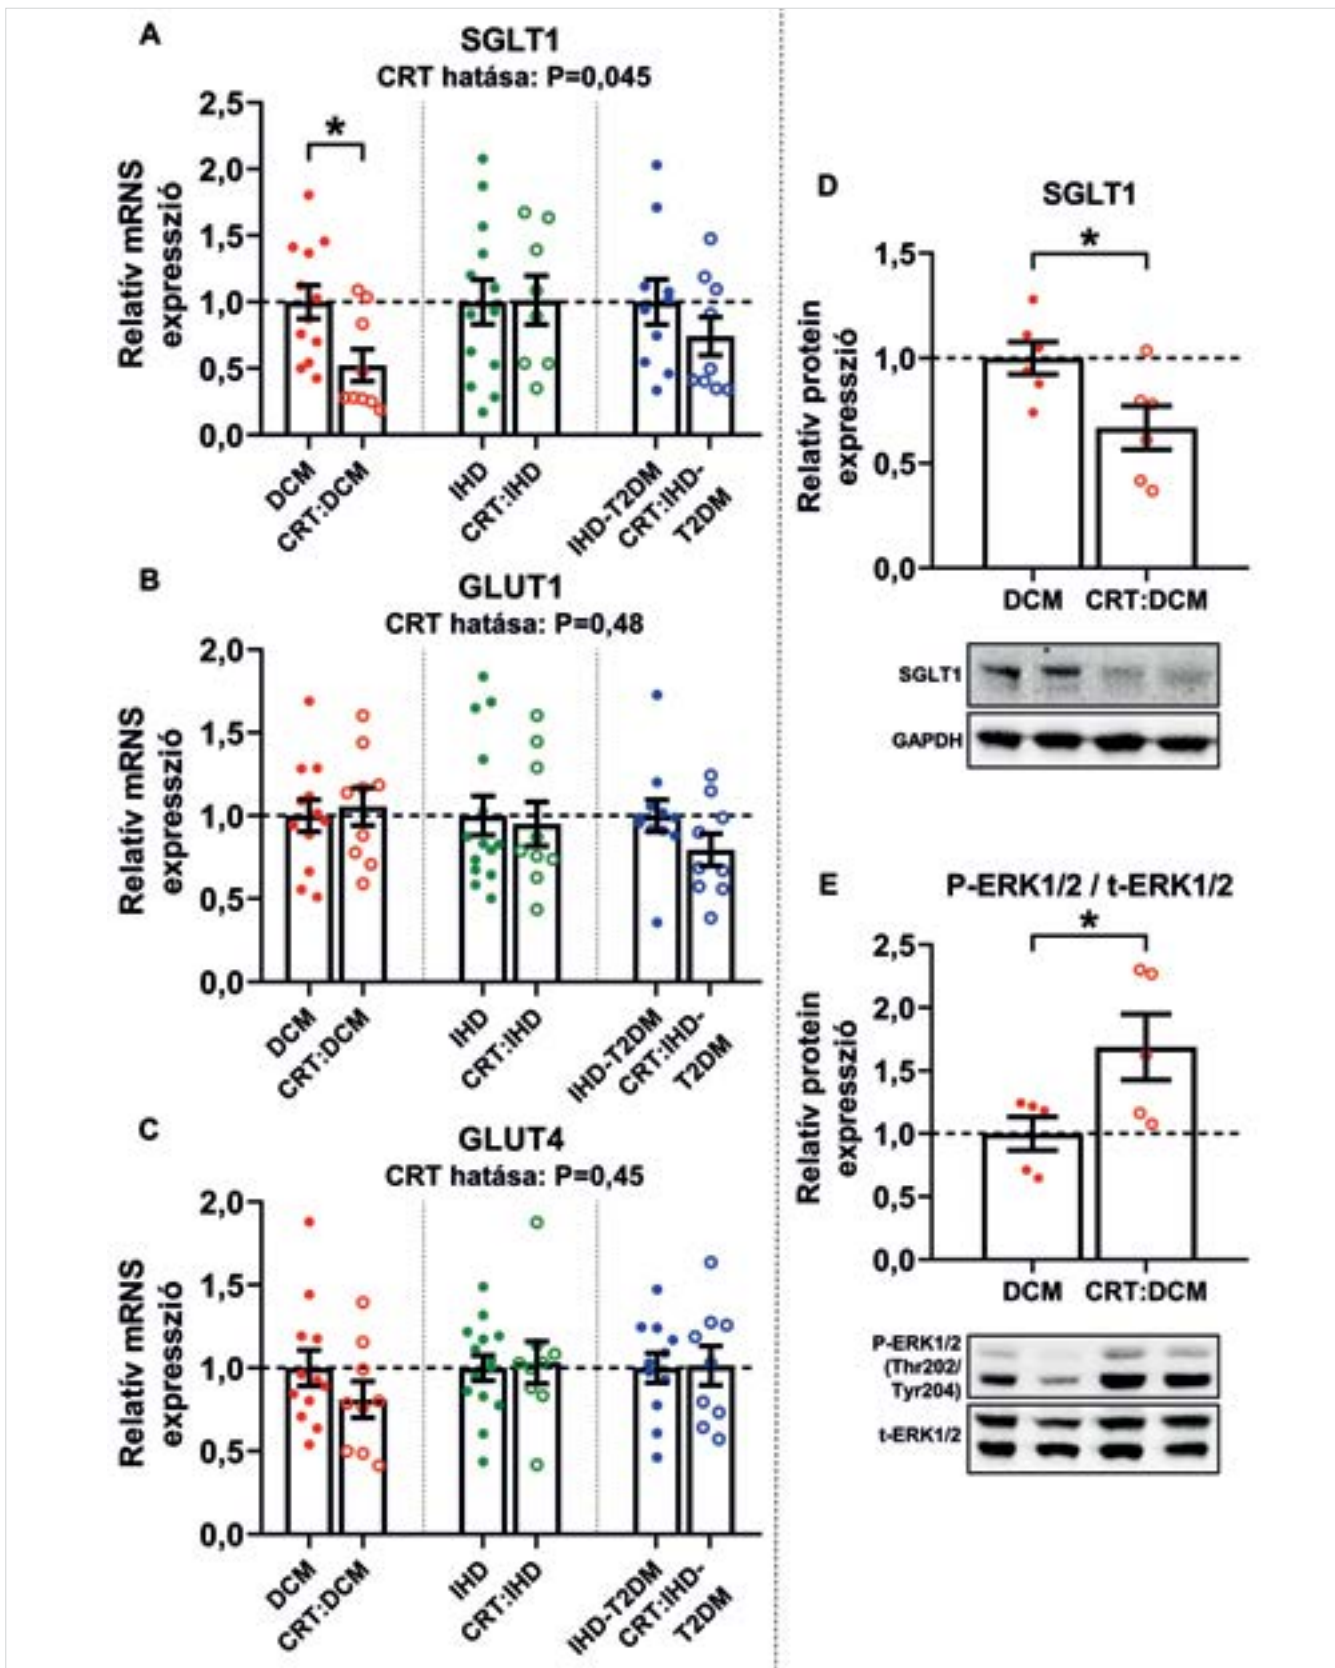 A
SGLT1
CRT hatása: P=0,045
Relatív mRNS
expresszió
2,5
2,0
1,5
1,0
0,5
0,0
*
DCM
CRT:DCM
IHD
CRT:IHD
IHD-T2DM
CRT:IHD-
T2DM
B
GLUT1
CRT hatása: P=0,48
Relatív mRNS
expresszió
2,0
1,5
1,0
0,5
0,0
DCM
CRT:DCM
IHD
CRT:IHD
IHD-T2DM
CRT:IHD-
T2DM
C
GLUT4
CRT hatása: P=0,45
Relatív mRNS
expresszió
2,0
1,5
1,0
0,5
0,0
DCM
CRT:DCM
IHD
CRT:IHD
IHD-T2DM
CRT:IHD-
T2DM
D
SGLT1
Relatív protein
expresszió
1,5
1,0
0,5
0,0
*
DCM CRT:DCM
SGLT1
GAPDH
E
P-ERK1/2 / t-ERK1/2
Relatív protein
expresszió
2,5
2,0
1,5
1,0
0,5
0,0
*
DCM CRT:DCM
P-ERK1/2
(Thr202/
Tyr204)
t-ERK1/2